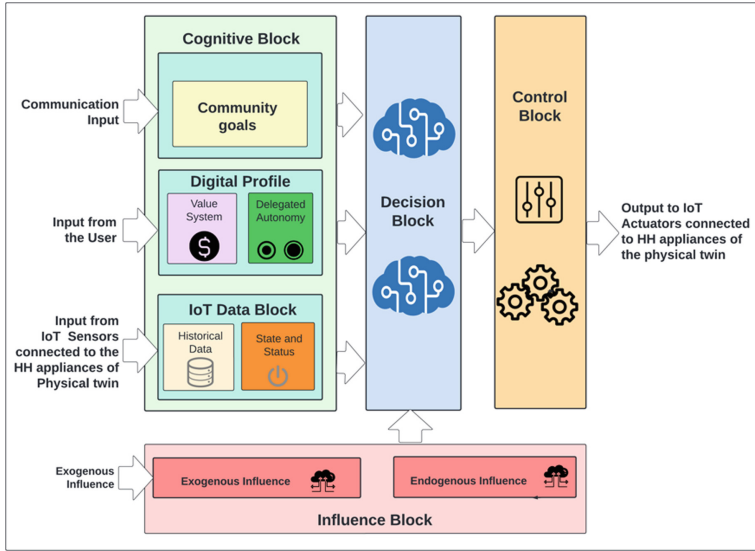 Cognitive Block
Communication
Input
Community
goals
Digital Profile
Input from
the User
Value
System
$
Delegated
Autonomy
IoT Data Block
Input from
IoT Sensors
connected to the
HH appliances of
Physical twin
Historical
Data
State and
Status
Decision
Block
Control
Block
Output to IoT
Actuators connected
to HH appliances of
the physical twin
Exogenous
Influence
Exogenous Influence
Endogenous Influence
Influence Block